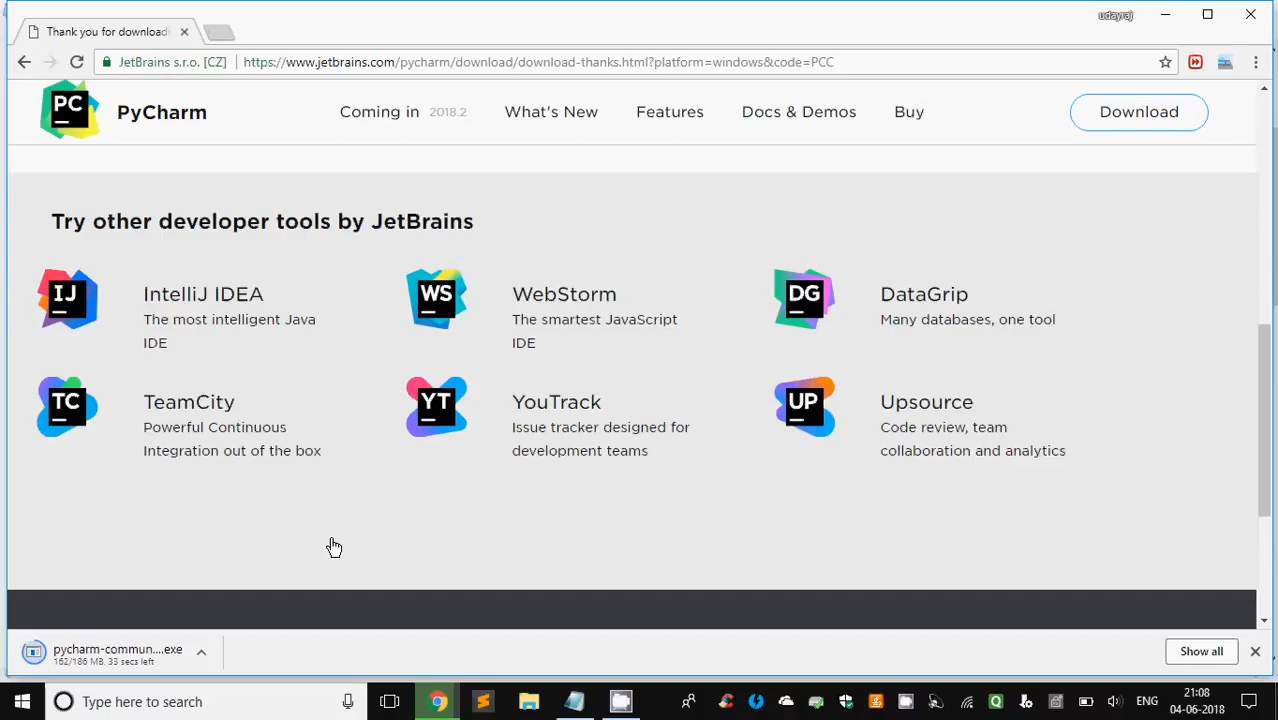 udayraj
Thank you for downloadi
JetBrains s.r.o. [CZ] https://www.jetbrains.com/pycharm/download/download-thanks.html?platform=windows&code=PCC
PC
PyCharm
Coming in 2018.2
What's New
Features
Docs & Demos
Buy
Download
Try other developer tools by JetBrains
IJ
IntelliJ IDEA
The most intelligent Java
IDE
WS
WebStorm
The smartest JavaScript
IDE
DG
DataGrip
Many databases, one tool
TC
TeamCity
Powerful Continuous
Integration out of the box
YT
YouTrack
Issue tracker designed for
development teams
UP
Upsource
Code review, team
collaboration and analytics
pycharm-commun....exe
162/186 MB, 33 secs left
Show all
Type here to search
ENG
21:08
04-06-2018